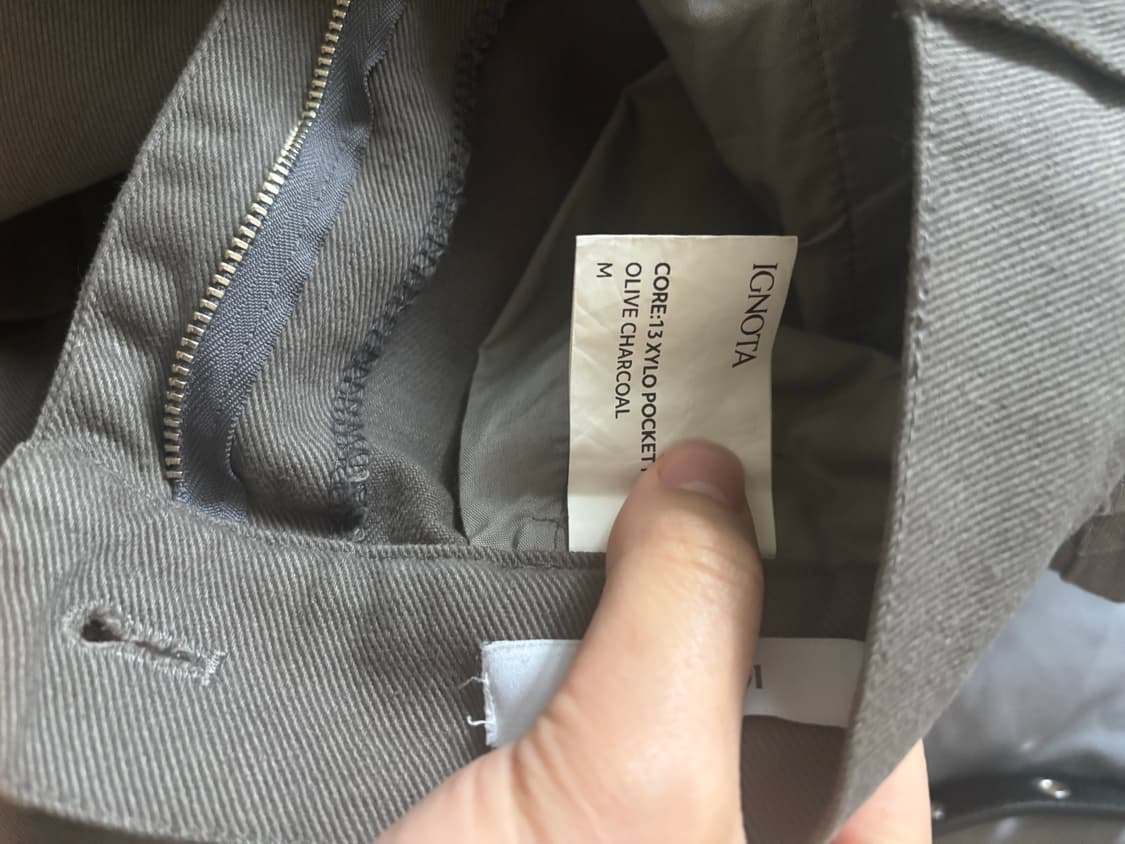 IGNOTA
CORE:13 XYLO POCKET
OLIVE CHARCOAL
M